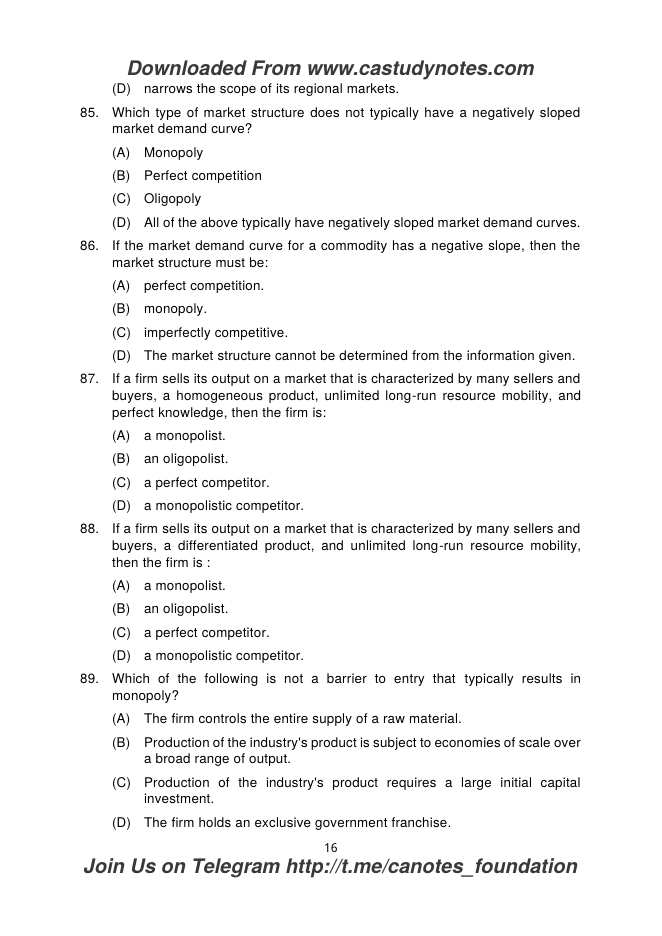 Downloaded From www.castudynotes.com
(D) narrows the scope of its regional markets.
85. Which type of market structure does not typically have a negatively sloped
market demand curve?
(A) Monopoly
(B) Perfect competition
(C) Oligopoly
(D) All of the above typically have negatively sloped market demand curves.
86. If the market demand curve for a commodity has a negative slope, then the
market structure must be:
(A) perfect competition.
(B) monopoly.
(C) imperfectly competitive.
(D) The market structure cannot be determined from the information given.
87. If a firm sells its output on a market that is characterized by many sellers and
buyers, a homogeneous product, unlimited long-run resource mobility, and
perfect knowledge, then the firm is:
(A) a monopolist.
(B) an oligopolist.
(C) a perfect competitor.
(D) a monopolistic competitor.
88. If a firm sells its output on a market that is characterized by many sellers and
buyers, a differentiated product, and unlimited long-run resource mobility,
then the firm is :
(A) a monopolist.
(B) an oligopolist.
(C) a perfect competitor.
(D) a monopolistic competitor.
89. Which of the following is not a barrier to entry that typically results in
monopoly?
(A) The firm controls the entire supply of a raw material.
(B) Production of the industry's product is subject to economies of scale over
a broad range of output.
(C) Production of the industry's product requires a large initial capital
investment.
(D) The firm holds an exclusive government franchise.
16
Join Us on Telegram http://t.me/canotes_foundation